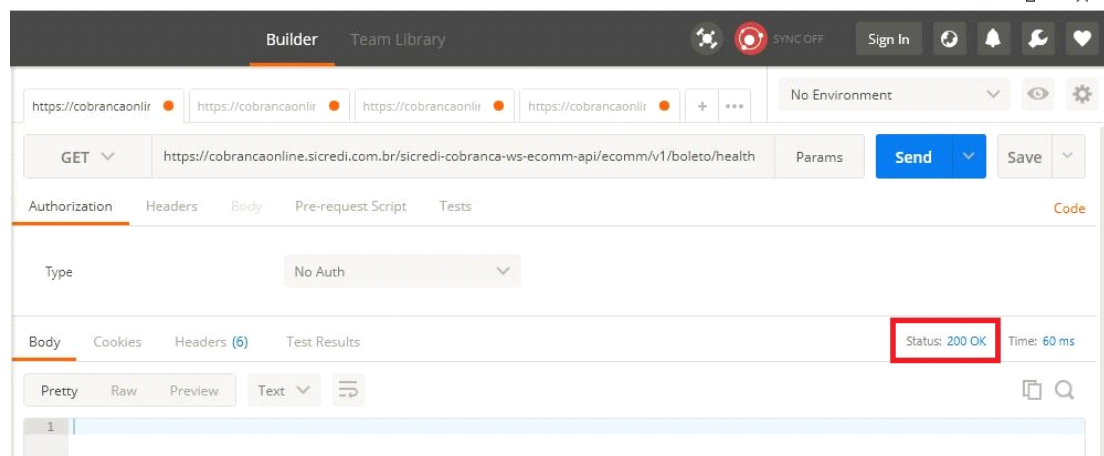 Builder Team Library SYNC OFF Sign In
https://cobrancaonlir https://cobrancaonlir https://cobrancaonlii https://cobrancaonlir + ••• No Environment
GET https://cobrancaonline.sicredi.com.br/sicredi-cobranca-ws-ecomm-api/ecomm/v1/boleto/health Params Send Save
Authorization Headers Body Pre-request Script Tests Code
Type No Auth
Body Cookies Headers (6) Test Results Status: 200 OK Time: 60 ms
Pretty Raw Preview Text
1